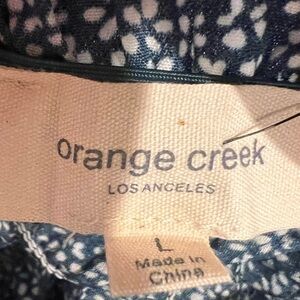 orange creek
LOS ANGELES
L
Made in
China